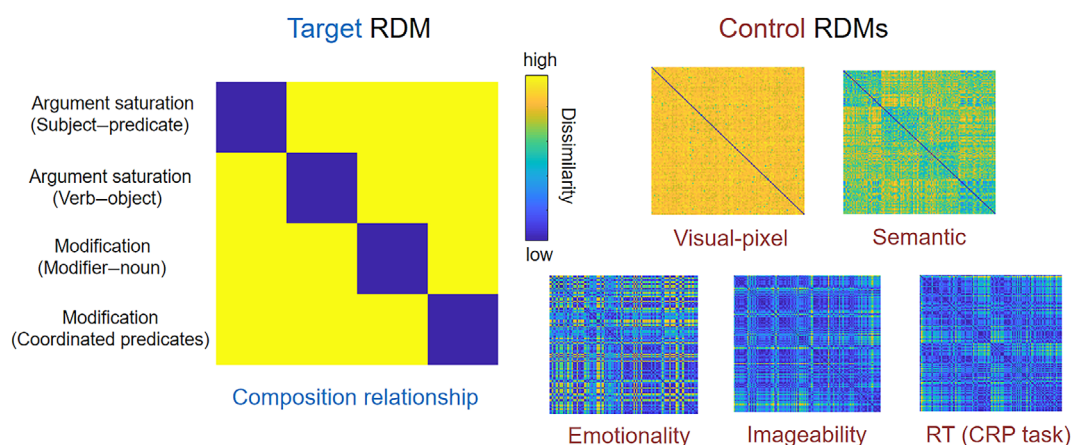 Target RDM
Control RDMs
high
Dissimilarity
low
Argument saturation
(Subject–predicate)
Argument saturation
(Verb–object)
Modification
(Modifier–noun)
Modification
(Coordinated predicates)
Composition relationship
Visual-pixel
Semantic
Emotionality
Imageability
RT (CRP task)